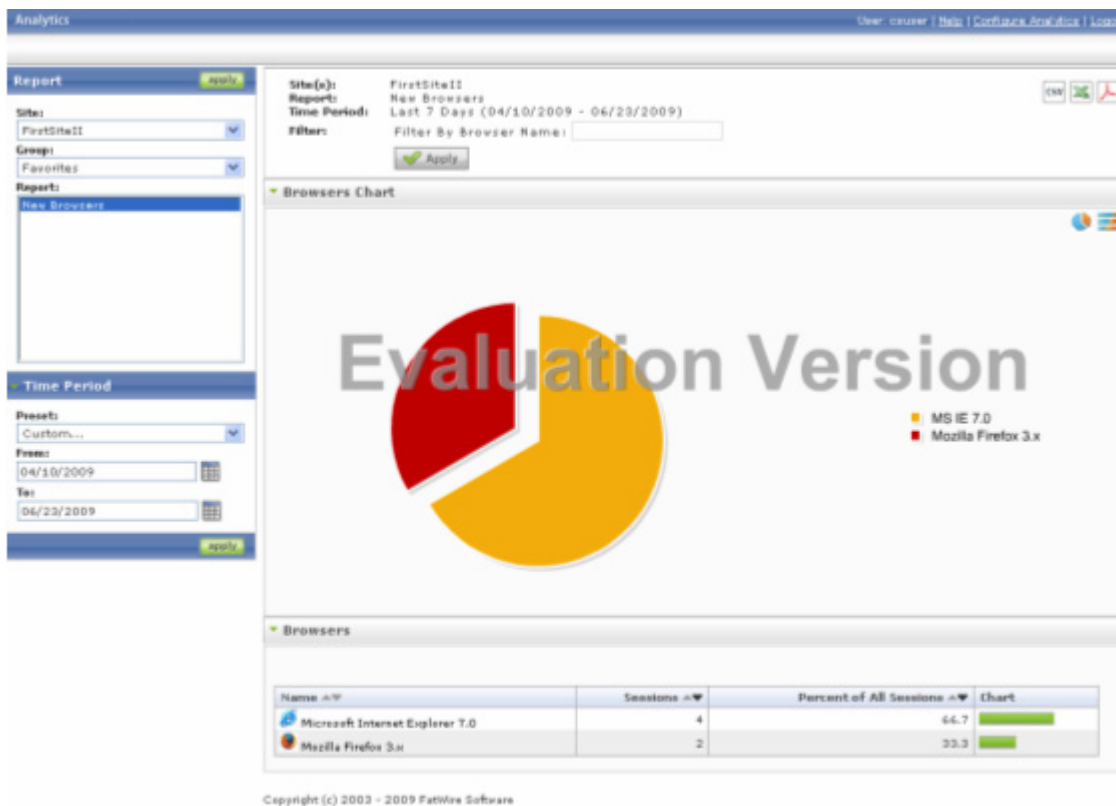 Analytics
User: csuser | Help | Configure Analytics |
Report
apply
Site:
FirstSiteII
Group:
Favorites
Report:
New Browsers
Time Period
Preset:
Custom...
From:
04/10/2009
To:
06/23/2009
apply
Site(s): FirstSiteII
Report: New Browsers
Time Period: Last 7 Days (04/10/2009 - 06/23/2009)
Filter: Filter By Browser Name:
Apply
CSV
Browsers Chart
Evaluation Version
MS IE 7.0
Mozilla Firefox 3.x
Browsers
Name Sessions Percent of All Sessions Chart
Microsoft Internet Explorer 7.0 4 66.7
Mozilla Firefox 3.x 2 33.3
Copyright (c) 2003 - 2009 FatWire Software